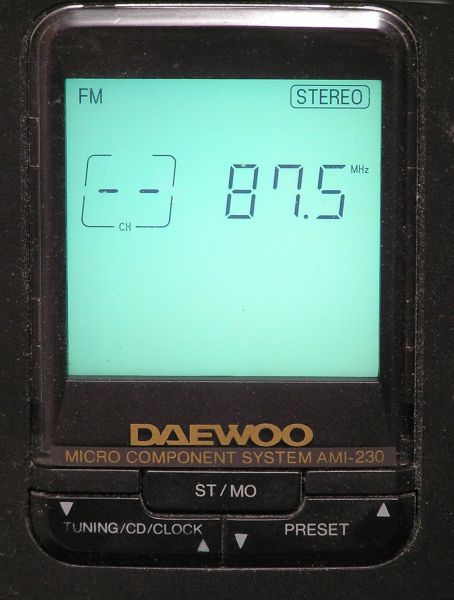 FM STEREO
-- 87.5 MHz
CH
DAEWOO
MICRO COMPONENT SYSTEM AMI-230
ST/MO
TUNING/CD/CLOCK PRESET